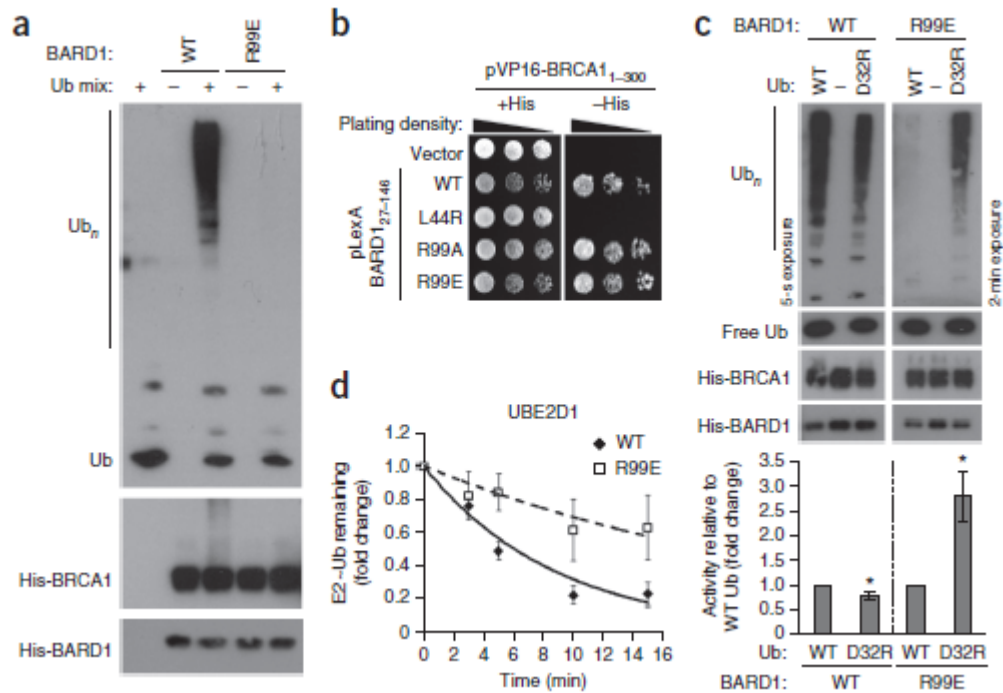 a
BARD1: WT R99E
Ub mix: + – + – +
Ubn
Ub
His-BRCA1
His-BARD1
b
pVP16-BRCA11–300
+His –His
Plating density:
Vector
pLexA
BARD127–146
WT
L44R
R99A
R99E
c
BARD1: WT R99E
Ub: WT – D32R WT – D32R
Ubn
5-s exposure
2-min exposure
Free Ub
His-BRCA1
His-BARD1
Activity relative to
WT Ub (fold change)
3.5
3.0
2.5
2.0
1.5
1.0
0.5
0
* *
Ub: WT D32R WT D32R
BARD1: WT R99E
d
UBE2D1
WT
R99E
E2–Ub remaining
(fold change)
1.2
1.0
0.8
0.6
0.4
0.2
0
0 2 4 6 8 10 12 14 16
Time (min)